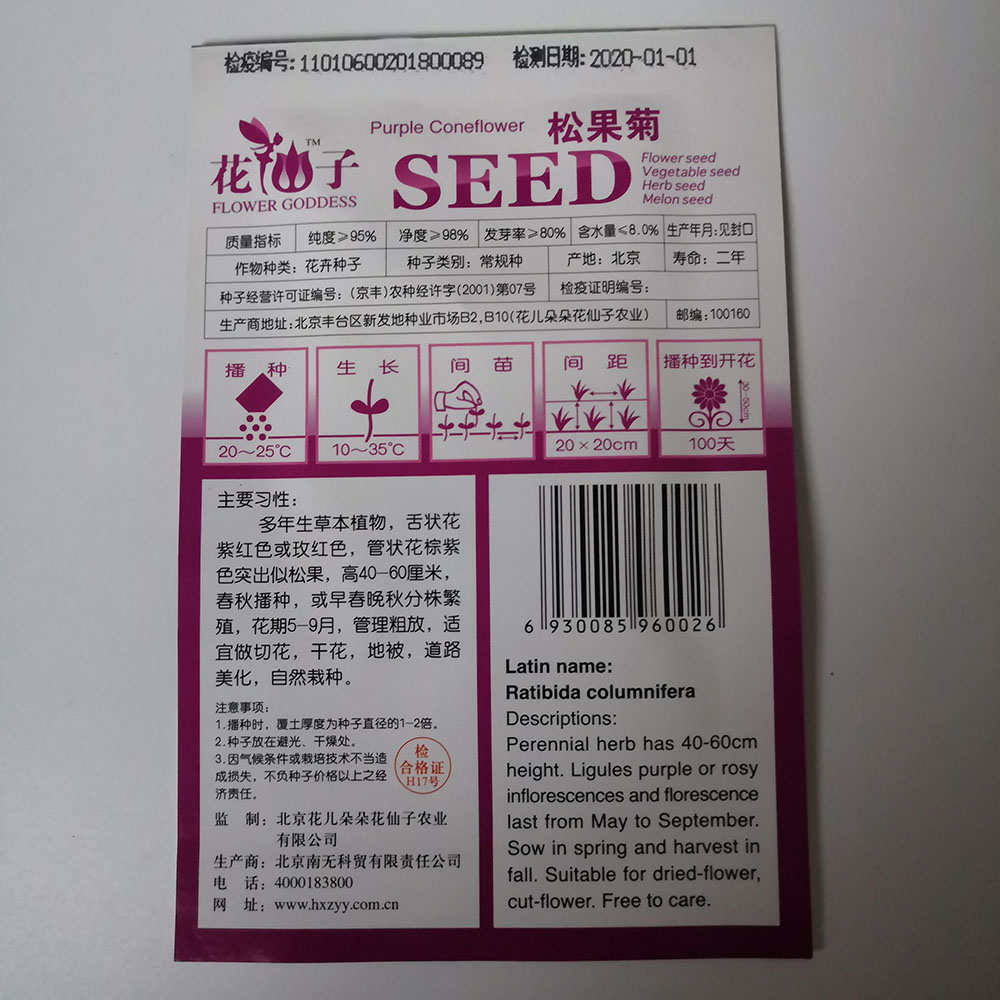 检疫编号:11010600201800089 检测日期:2020-01-01
Purple Coneflower 松果菊
花仙子™
FLOWER GODDESS
SEED
Flower seed
Vegetable seed
Herb seed
Melon seed
质量指标 纯度≥95% 净度≥98% 发芽率≥80% 含水量≤8.0% 生产年月:见封口
作物种类:花卉种子 种子类别:常规种 产地:北京 寿命:二年
种子经营许可证编号:(京丰)农种经许字(2001)第07号 检疫证明编号:
生产商地址:北京丰台区新发地种业市场B2,B10(花儿朵朵花仙子农业) 邮编:100160
播种 生长 间苗 间距 播种到开花
30—60cm
20～25℃ 10～35℃ 20×20cm 100天
主要习性:
多年生草本植物，舌状花
紫红色或玫红色，管状花棕紫
色突出似松果，高40-60厘米，
春秋播种，或早春晚秋分株繁
殖，花期5-9月，管理粗放，适
宜做切花，干花，地被，道路
美化，自然栽种。
注意事项:
1.播种时，覆土厚度为种子直径的1-2倍。
2.种子放在避光、干燥处。
3.因气候条件或栽培技术不当造
成损失，不负种子价格以上之经
济责任。
检
合格证
H17号
监 制:北京花儿朵朵花仙子农业
有限公司
生产商:北京南无科贸有限责任公司
电 话:4000183800
网 址:www.hxzyy.com.cn
6 930085 960026
Latin name:
Ratibida columnifera
Descriptions:
Perennial herb has 40-60cm
height. Ligules purple or rosy
inflorescences and florescence
last from May to September.
Sow in spring and harvest in
fall. Suitable for dried-flower,
cut-flower. Free to care.